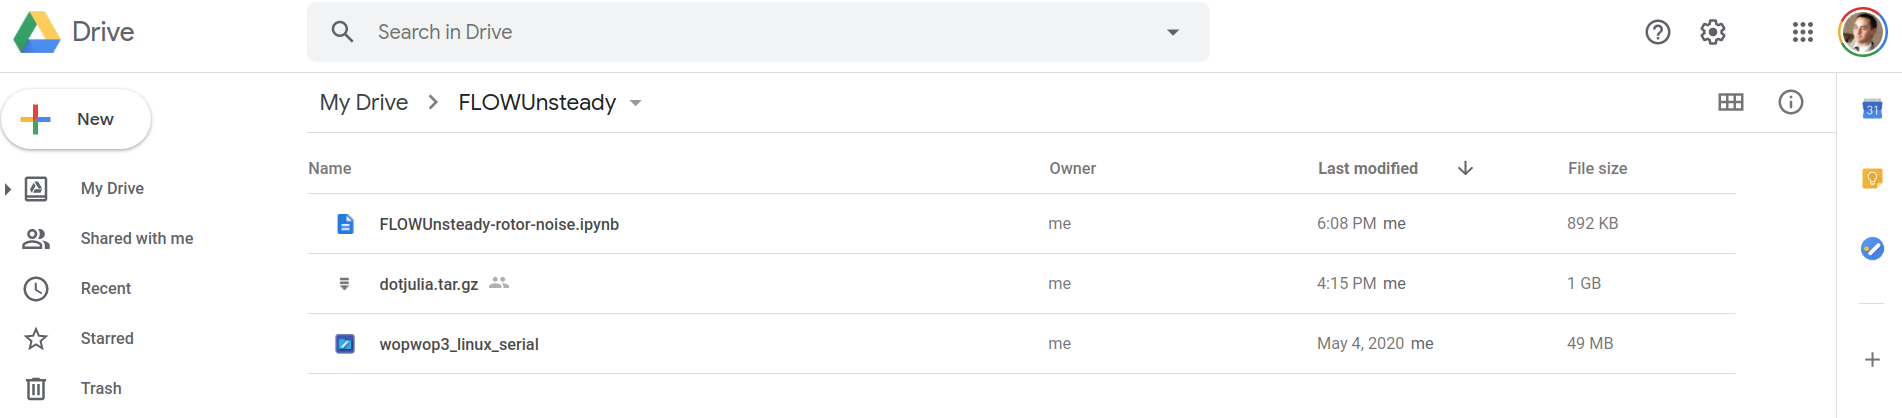 Drive
Search in Drive
My Drive > FLOWUnsteady
New
Name Owner Last modified File size
My Drive
FLOWUnsteady-rotor-noise.ipynb me 6:08 PM me 892 KB
Shared with me
dotjulia.tar.gz me 4:15 PM me 1 GB
Recent
wopwop3_linux_serial me May 4, 2020 me 49 MB
Starred
Trash
31